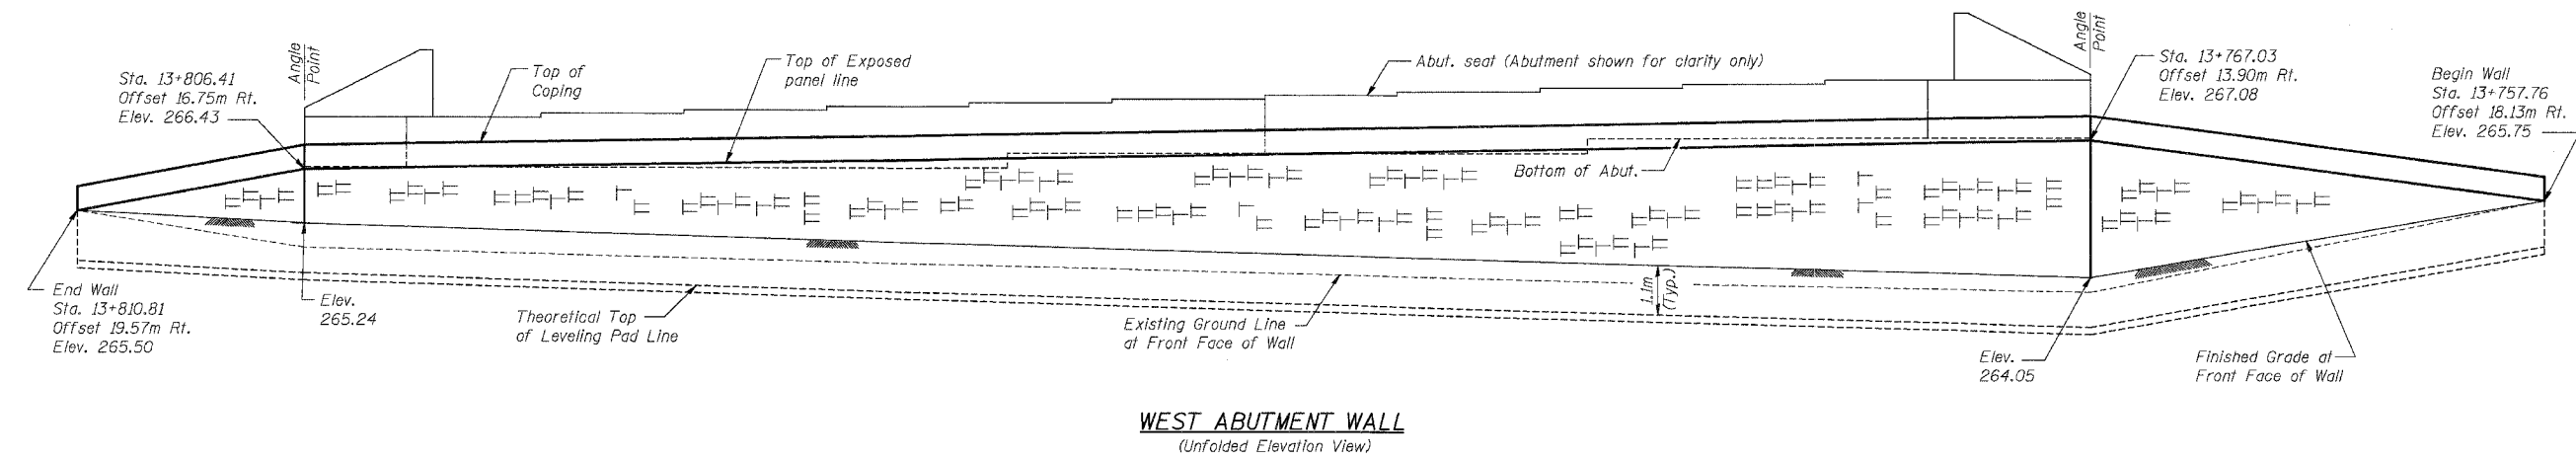 Sta. 13+806.41
Offset 16.75m Rt.
Elev. 266.43
Angle
Point
Top of
Coping
Top of Exposed
panel line
Abut. seat (Abutment shown for clarity only)
Angle
Point
Sta. 13+767.03
Offset 13.90m Rt.
Elev. 267.08
Begin Wall
Sta. 13+757.76
Offset 18.13m Rt.
Elev. 265.75
Bottom of Abut.
End Wall
Sta. 13+810.81
Offset 19.57m Rt.
Elev. 265.50
Elev.
265.24
Theoretical Top
of Leveling Pad Line
Existing Ground Line
at Front Face of Wall
1.1m
(Typ.)
Elev.
264.05
Finished Grade at
Front Face of Wall
WEST ABUTMENT WALL
(Unfolded Elevation View)